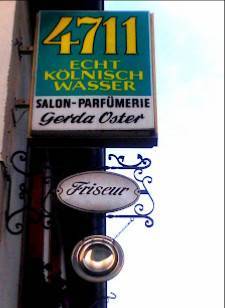 4711
ECHT
KÖLNISCH
WASSER
SALON-PARFÜMERIE
Gerda Oster
Friseur